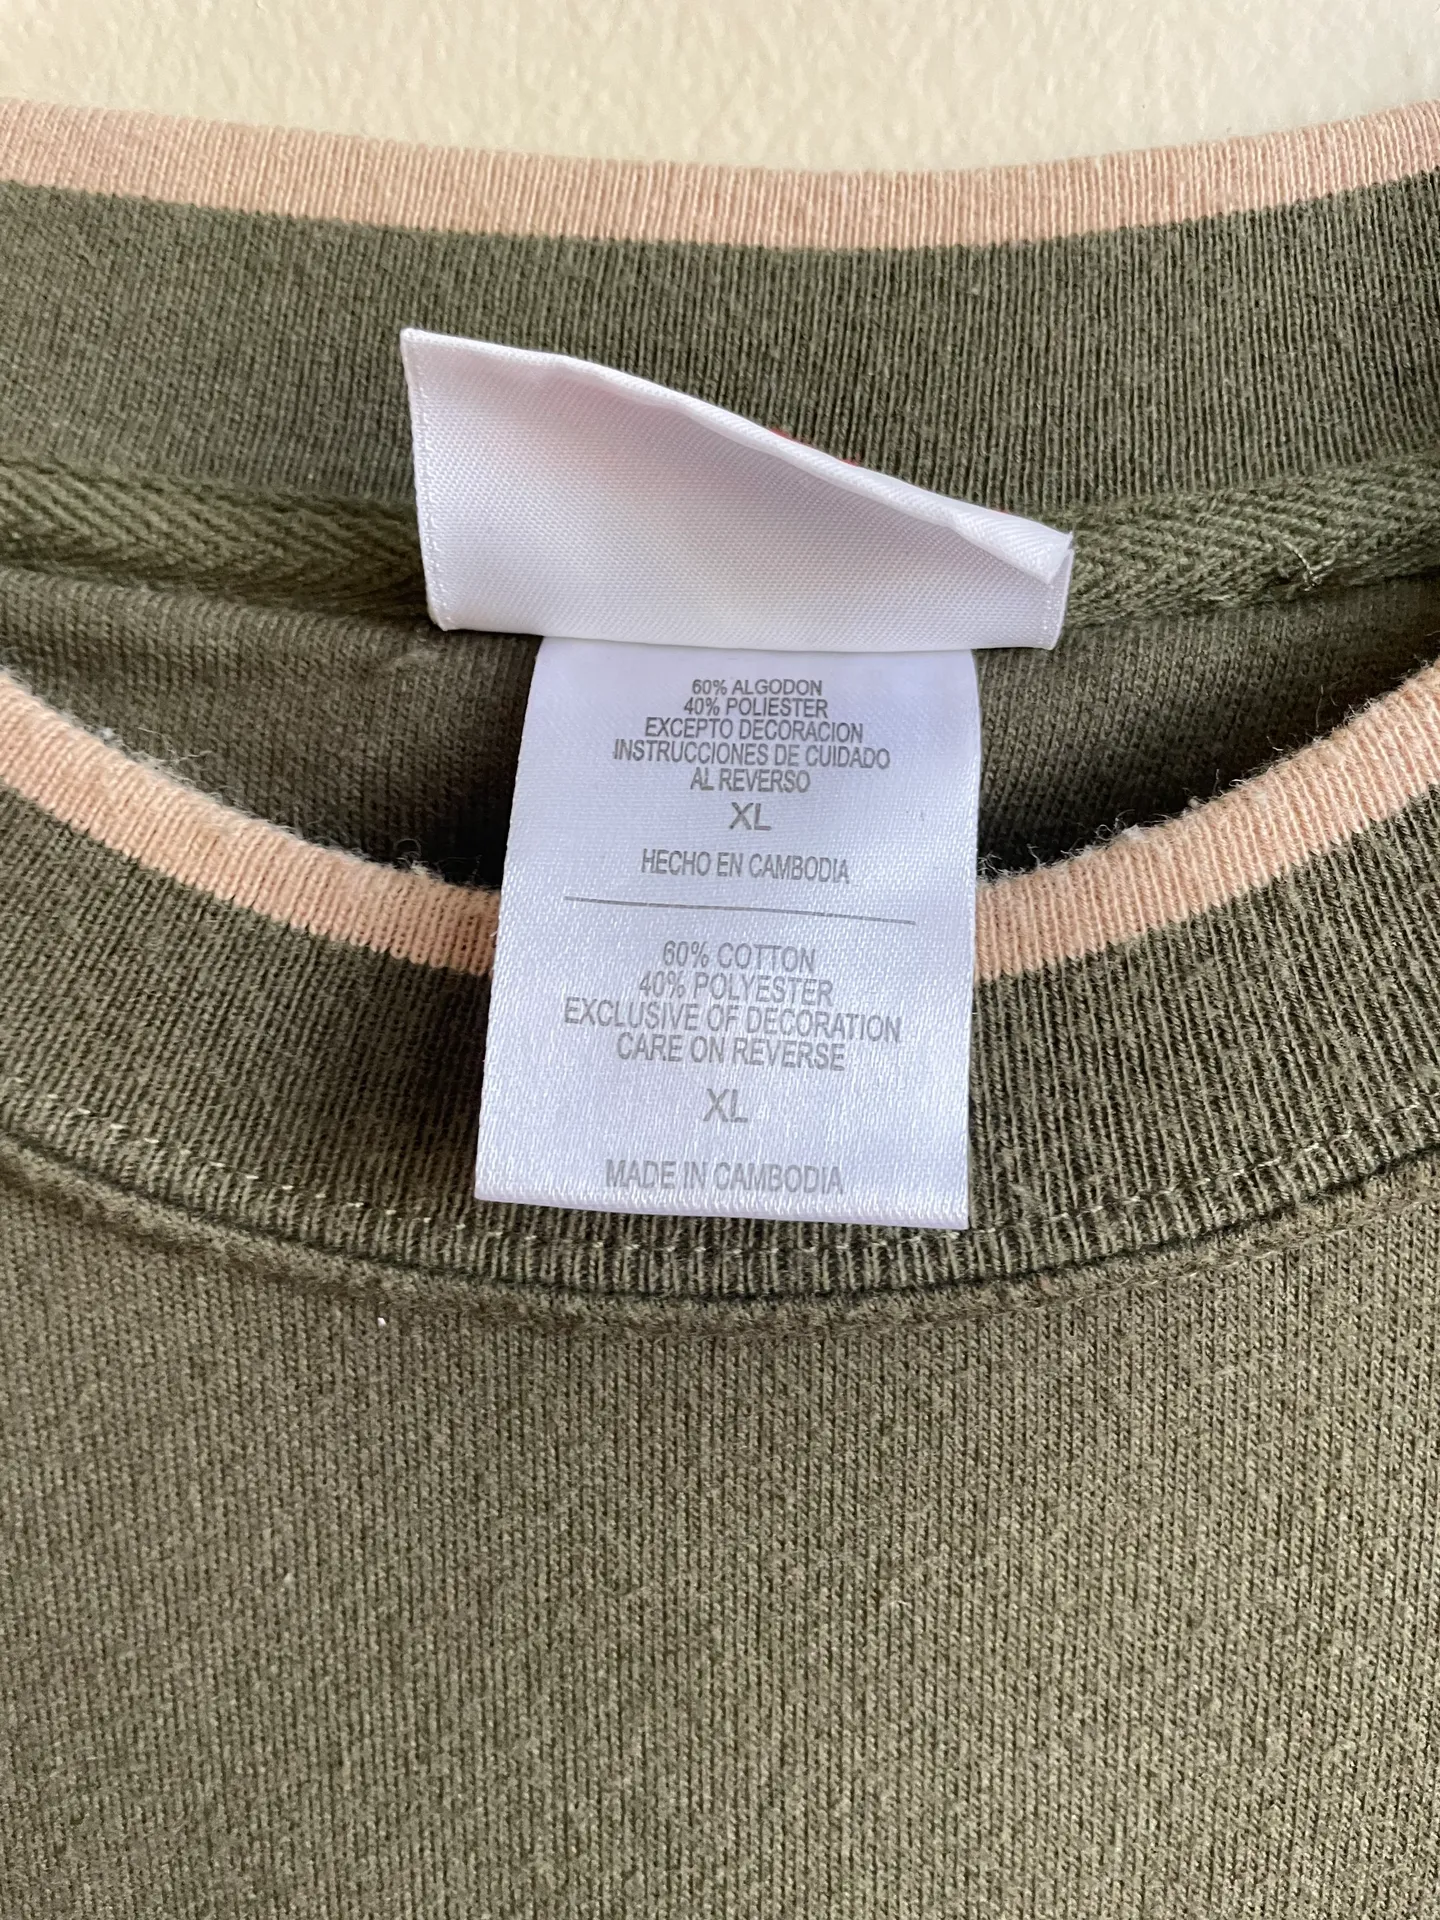 60% ALGODON
40% POLIESTER
EXCEPTO DECORACION
INSTRUCCIONES DE CUIDADO
AL REVERSO
XL
HECHO EN CAMBODIA
60% COTTON
40% POLYESTER
EXCLUSIVE OF DECORATION
CARE ON REVERSE
XL
MADE IN CAMBODIA